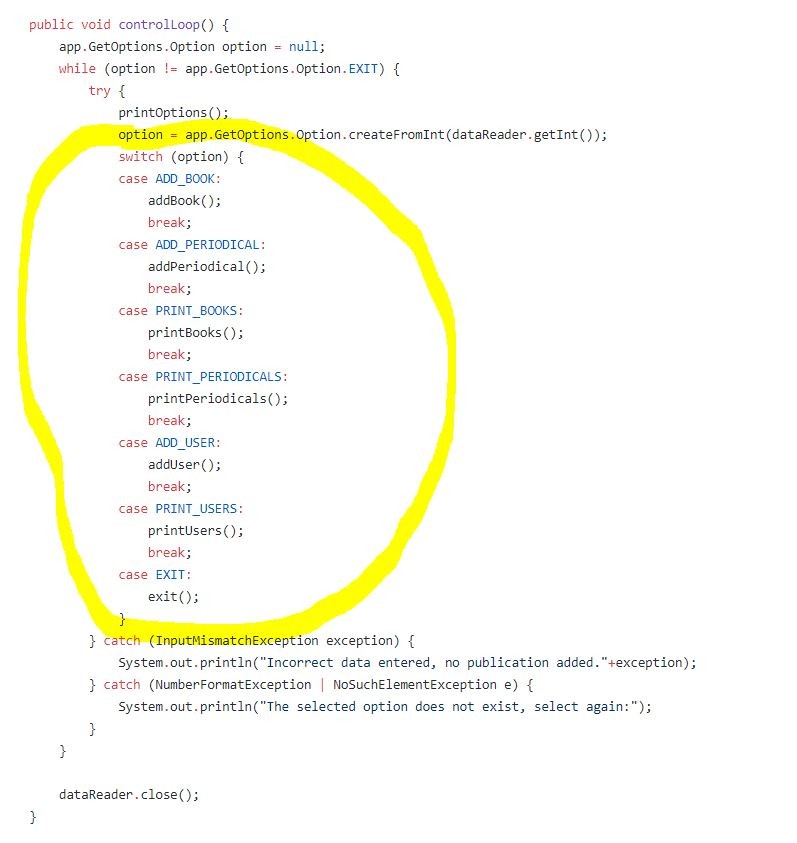 public void controlLoop() {
    app.GetOptions.Option option = null;
    while (option != app.GetOptions.Option.EXIT) {
        try {
            printOptions();
            option = app.GetOptions.Option.createFromInt(dataReader.getInt());
            switch (option) {
            case ADD_BOOK:
                addBook();
                break;
            case ADD_PERIODICAL:
                addPeriodical();
                break;
            case PRINT_BOOKS:
                printBooks();
                break;
            case PRINT_PERIODICALS:
                printPeriodicals();
                break;
            case ADD_USER:
                addUser();
                break;
            case PRINT_USERS:
                printUsers();
                break;
            case EXIT:
                exit();
            }
        } catch (InputMismatchException exception) {
            System.out.println("Incorrect data entered, no publication added."+exception);
        } catch (NumberFormatException | NoSuchElementException e) {
            System.out.println("The selected option does not exist, select again:");
        }
    }
    dataReader.close();
}